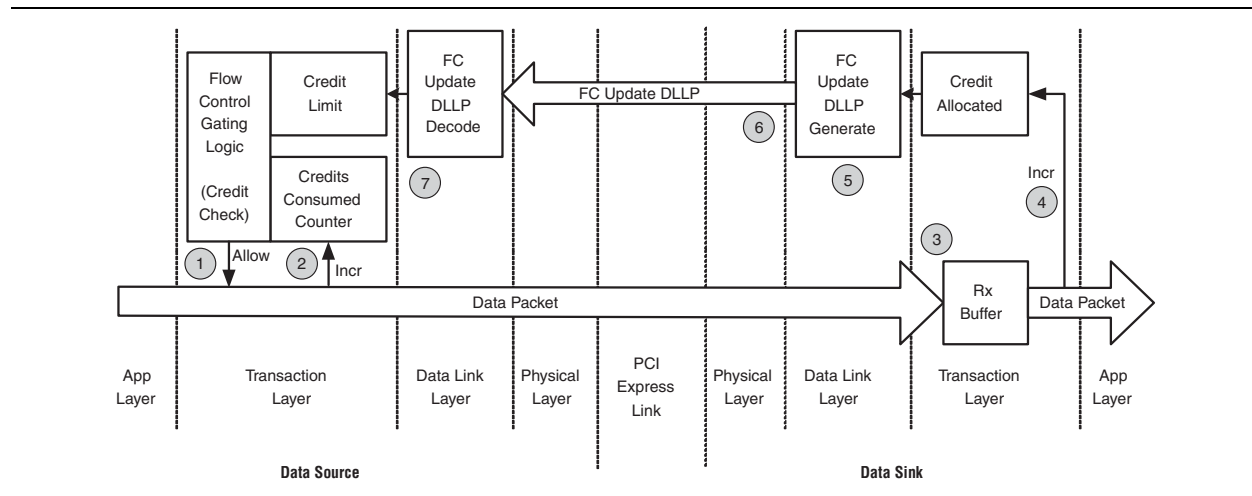 Flow
Control
Gating
Logic
(Credit
Check)
Credit
Limit
Credits
Consumed
Counter
FC
Update
DLLP
Decode
FC Update DLLP
FC
Update
DLLP
Generate
Credit
Allocated
6
7
5
Incr
4
3
1
Allow
2
Incr
Data Packet
Rx
Buffer
Data Packet
App
Layer
Transaction
Layer
Data Link
Layer
Physical
Layer
PCI
Express
Link
Physical
Layer
Data Link
Layer
Transaction
Layer
App
Layer
Data Source
Data Sink